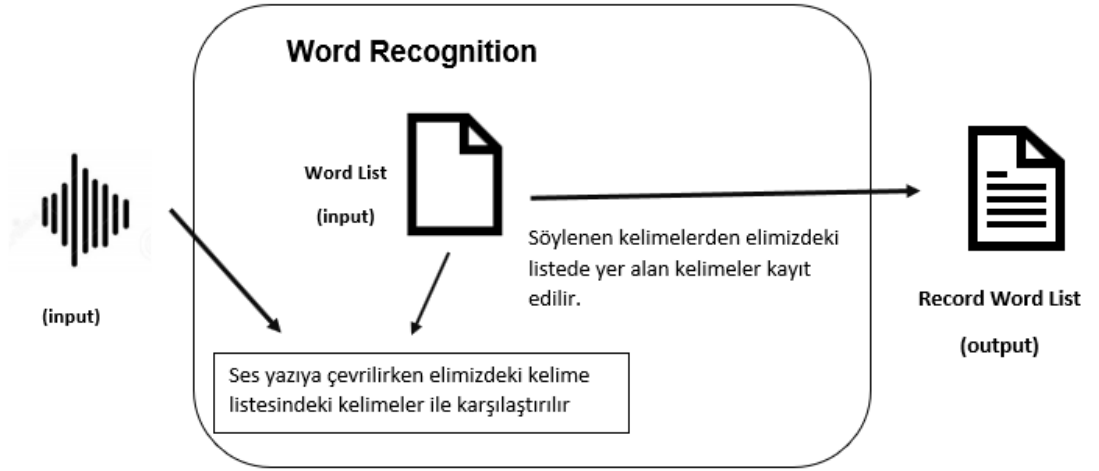 Word Recognition
Word List
(input)
(input)
Söylenen kelimelerden elimizdeki
listede yer alan kelimeler kayıt
edilir.
Record Word List
(output)
Ses yazıya çevrilirken elimizdeki kelime
listesindeki kelimeler ile karşılaştırılır